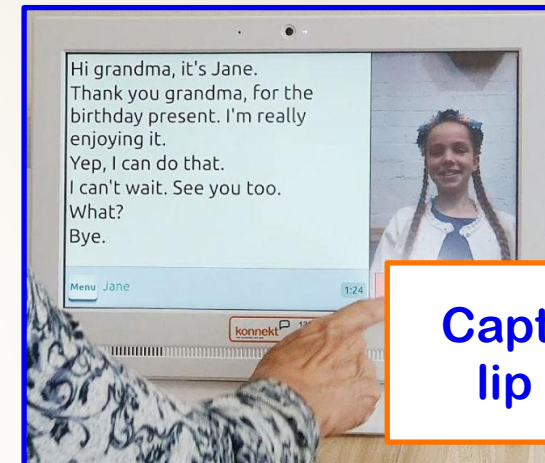 Hi grandma, it's Jane.
Thank you grandma, for the
birthday present. I'm really
enjoying it.
Yep, I can do that.
I can't wait. See you too.
What?
Bye.
Menu Jane
1:24
konnekt
Capt
lip